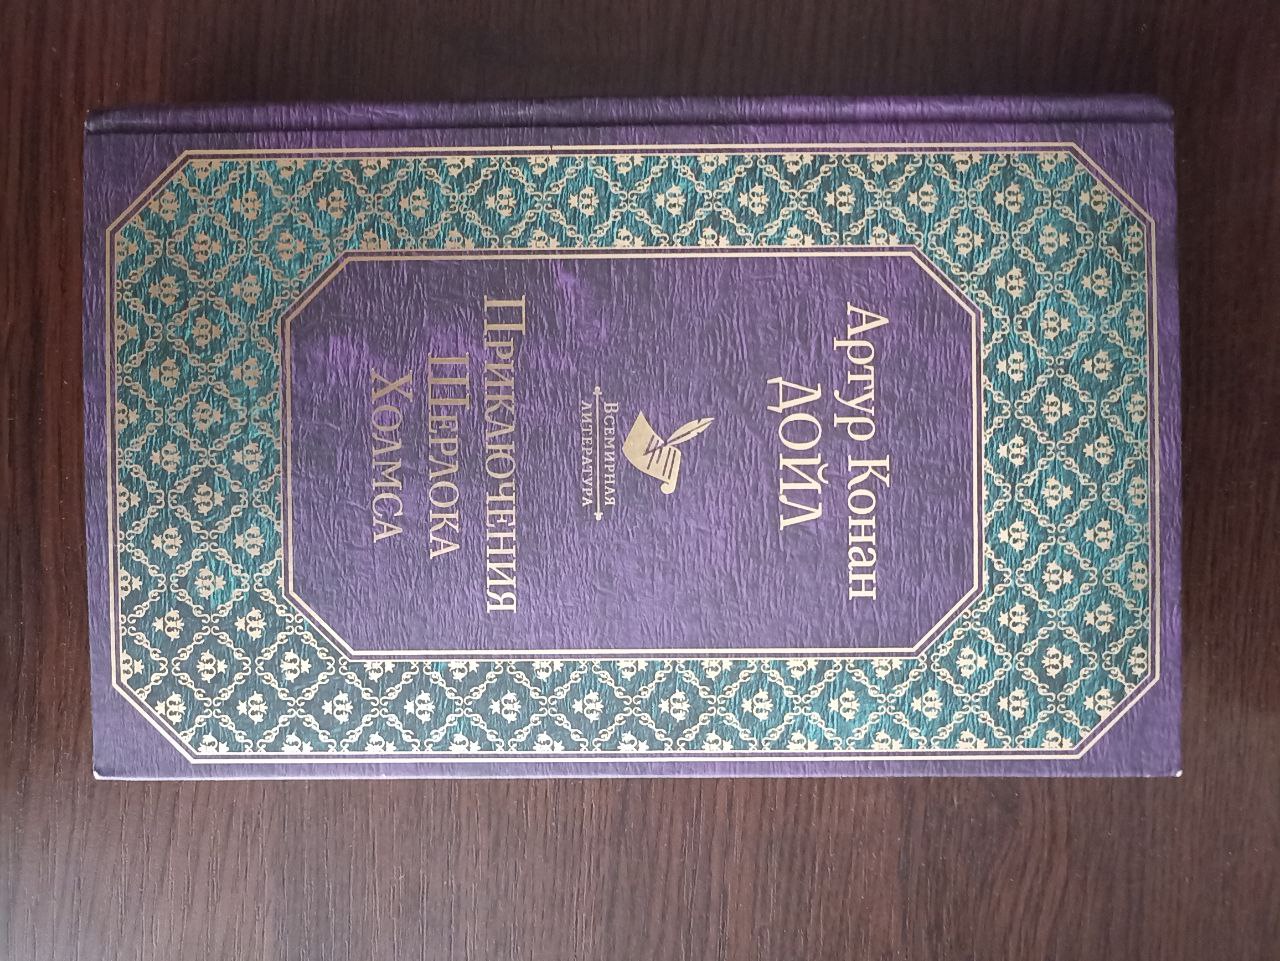 Артур Конан
ДОЙЛ
Всемирная
литература
Приключения
Шерлока
Холмса